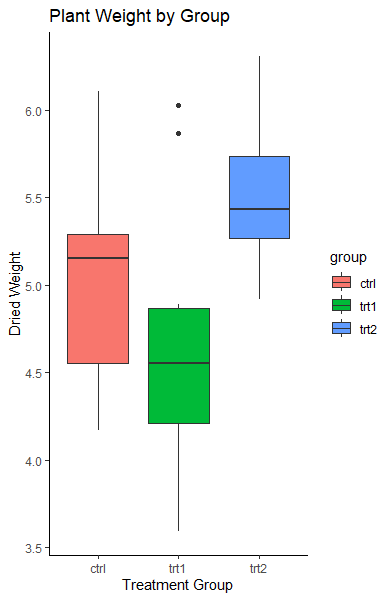 Plant Weight by Group
6.0
5.5
5.0
4.5
4.0
3.5
Dried Weight
ctrl
trt1
trt2
Treatment Group
group
ctrl
trt1
trt2